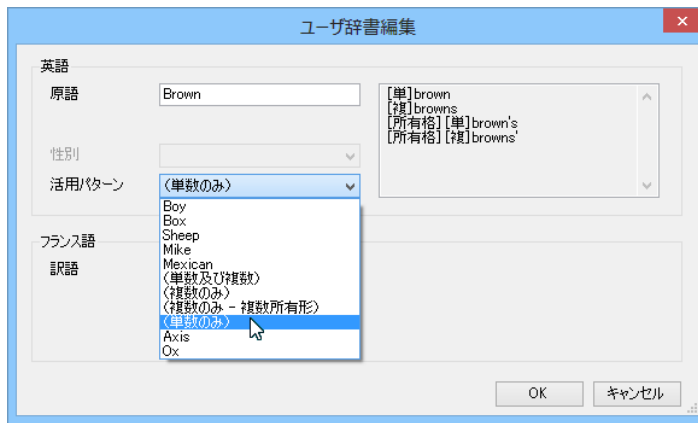 ユーザ辞書編集
英語
原語
Brown
[単]brown
[複]browns
[所有格][単]brown's
[所有格][複]browns'
性別
活用パターン
(単数のみ)
Boy
Box
Sheep
Mike
Mexican
(単数及び複数)
(複数のみ)
(複数のみ - 複数所有形)
(単数のみ)
Axis
Ox
フランス語
訳語
OK
キャンセル